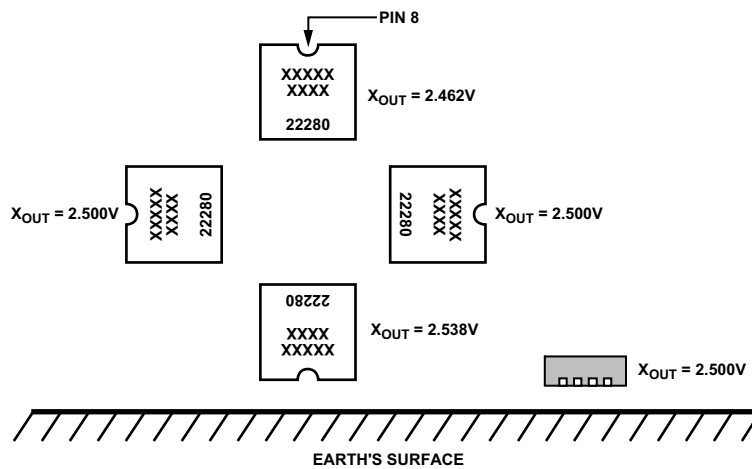 PIN 8
XXXXX
XXXX
22280
XOUT = 2.462V
XOUT = 2.500V
XXXXX
XXXX
22280
22280
XXXX
XXXXX
XOUT = 2.500V
22280
XXXX
XXXXX
XOUT = 2.538V
XOUT = 2.500V
EARTH'S SURFACE